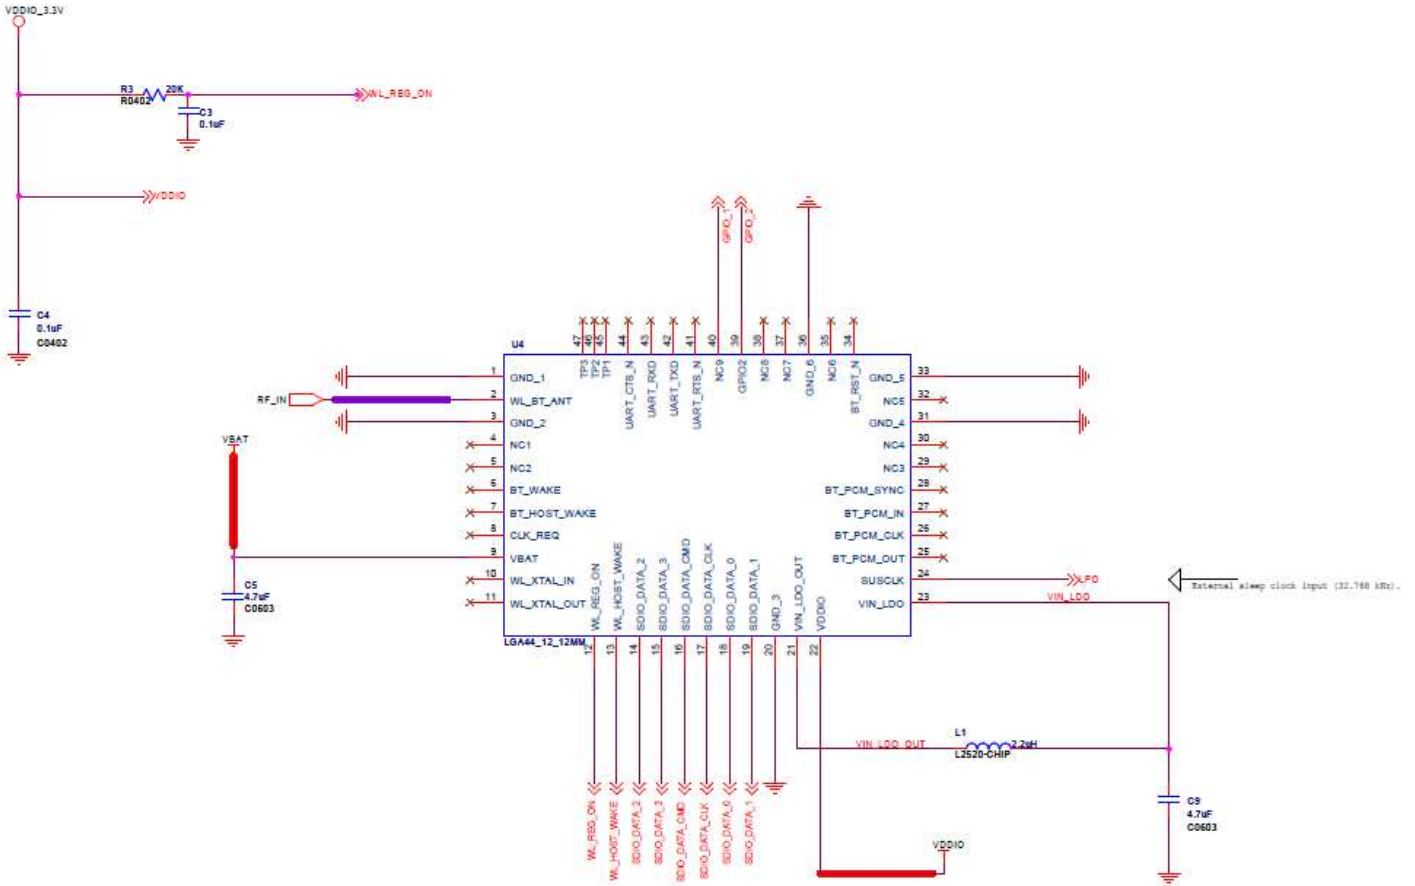 VDDIO_3.3V
R3 20K
R0402
WL_REG_ON
C3
0.1uF
VDDIO
C4
0.1uF
C0402
GPIO_1
GPIO_2
47
46
45
44
43
42
41
40
39
38
37
36
35
34
U4
TP3
TP2
TP1
UART_CTS_N
UART_RXD
UART_TXD
UART_RTS_N
NC9
GPIO2
NC8
NC7
GND_6
NC6
BT_RST_N
1 GND_1
RF_IN 2 WL_BT_ANT
3 GND_2
4 NC1
5 NC2
6 BT_WAKE
7 BT_HOST_WAKE
8 CLK_REQ
9 VBAT
10 WL_XTAL_IN
11 WL_XTAL_OUT
VBAT
C5
4.7uF
C0603
GND_5 33
NC5 32
GND_4 31
NC4 30
NC3 29
BT_PCM_SYNC 28
BT_PCM_IN 27
BT_PCM_CLK 26
BT_PCM_OUT 25
SUSCLK 24 LPO
VIN_LDO 23 VIN_LDO
External sleep clock input (32.768 kHz).
WL_REG_ON
WL_HOST_WAKE
SDIO_DATA_2
SDIO_DATA_3
SDIO_DATA_CMD
SDIO_DATA_CLK
SDIO_DATA_0
SDIO_DATA_1
GND_3
VIN_LDO_OUT
VDDIO
LGA44_12_12MM
12
13
14
15
16
17
18
19
20
21
22
WL_REG_ON
WL_HOST_WAKE
SDIO_DATA_2
SDIO_DATA_3
SDIO_DATA_CMD
SDIO_DATA_CLK
SDIO_DATA_0
SDIO_DATA_1
VIN_LDO_OUT
L1
2.2uH
L2520-CHIP
C9
4.7uF
C0603
VDDIO